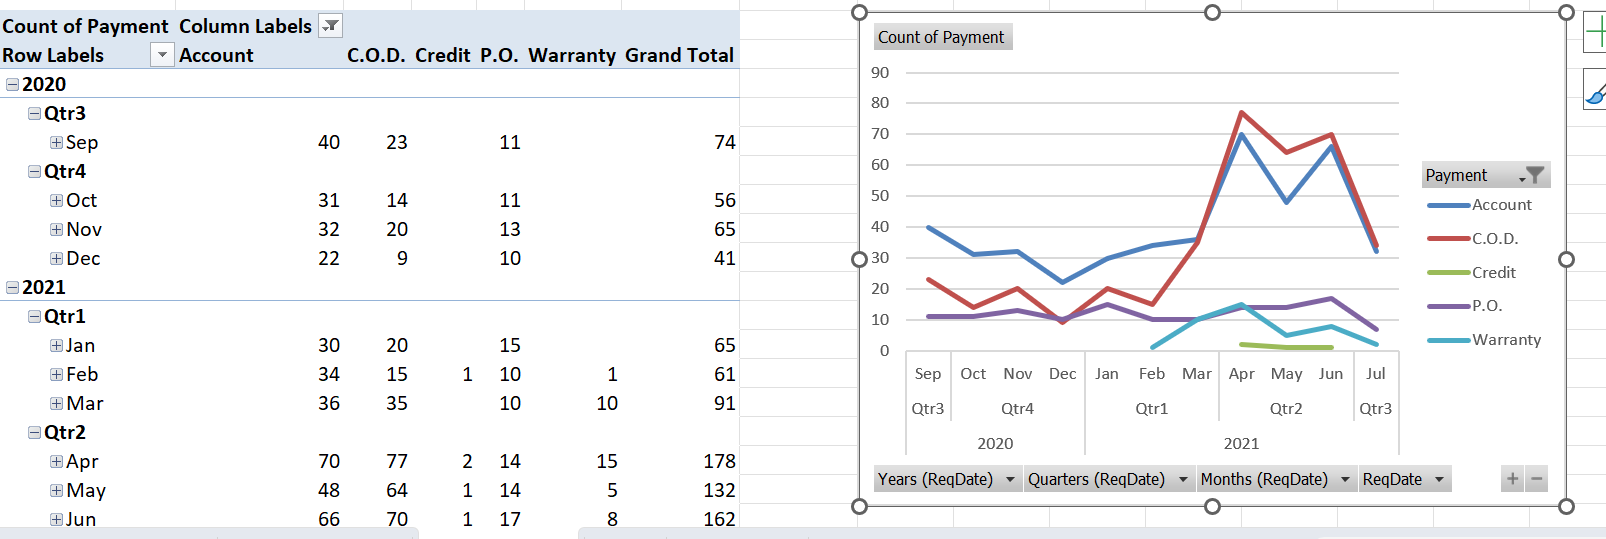 Count of Payment Column Labels
Row Labels Account C.O.D. Credit P.O. Warranty Grand Total
2020
Qtr3
Sep 40 23 11 74
Qtr4
Oct 31 14 11 56
Nov 32 20 13 65
Dec 22 9 10 41
2021
Qtr1
Jan 30 20 15 65
Feb 34 15 1 10 1 61
Mar 36 35 10 10 91
Qtr2
Apr 70 77 2 14 15 178
May 48 64 1 14 5 132
Jun 66 70 1 17 8 162
Count of Payment
90
80
70
60
50
40
30
20
10
0
Sep Oct Nov Dec Jan Feb Mar Apr May Jun Jul
Qtr3 Qtr4 Qtr1 Qtr2 Qtr3
2020 2021
Payment
Account
C.O.D.
Credit
P.O.
Warranty
Years (ReqDate) Quarters (ReqDate) Months (ReqDate) ReqDate